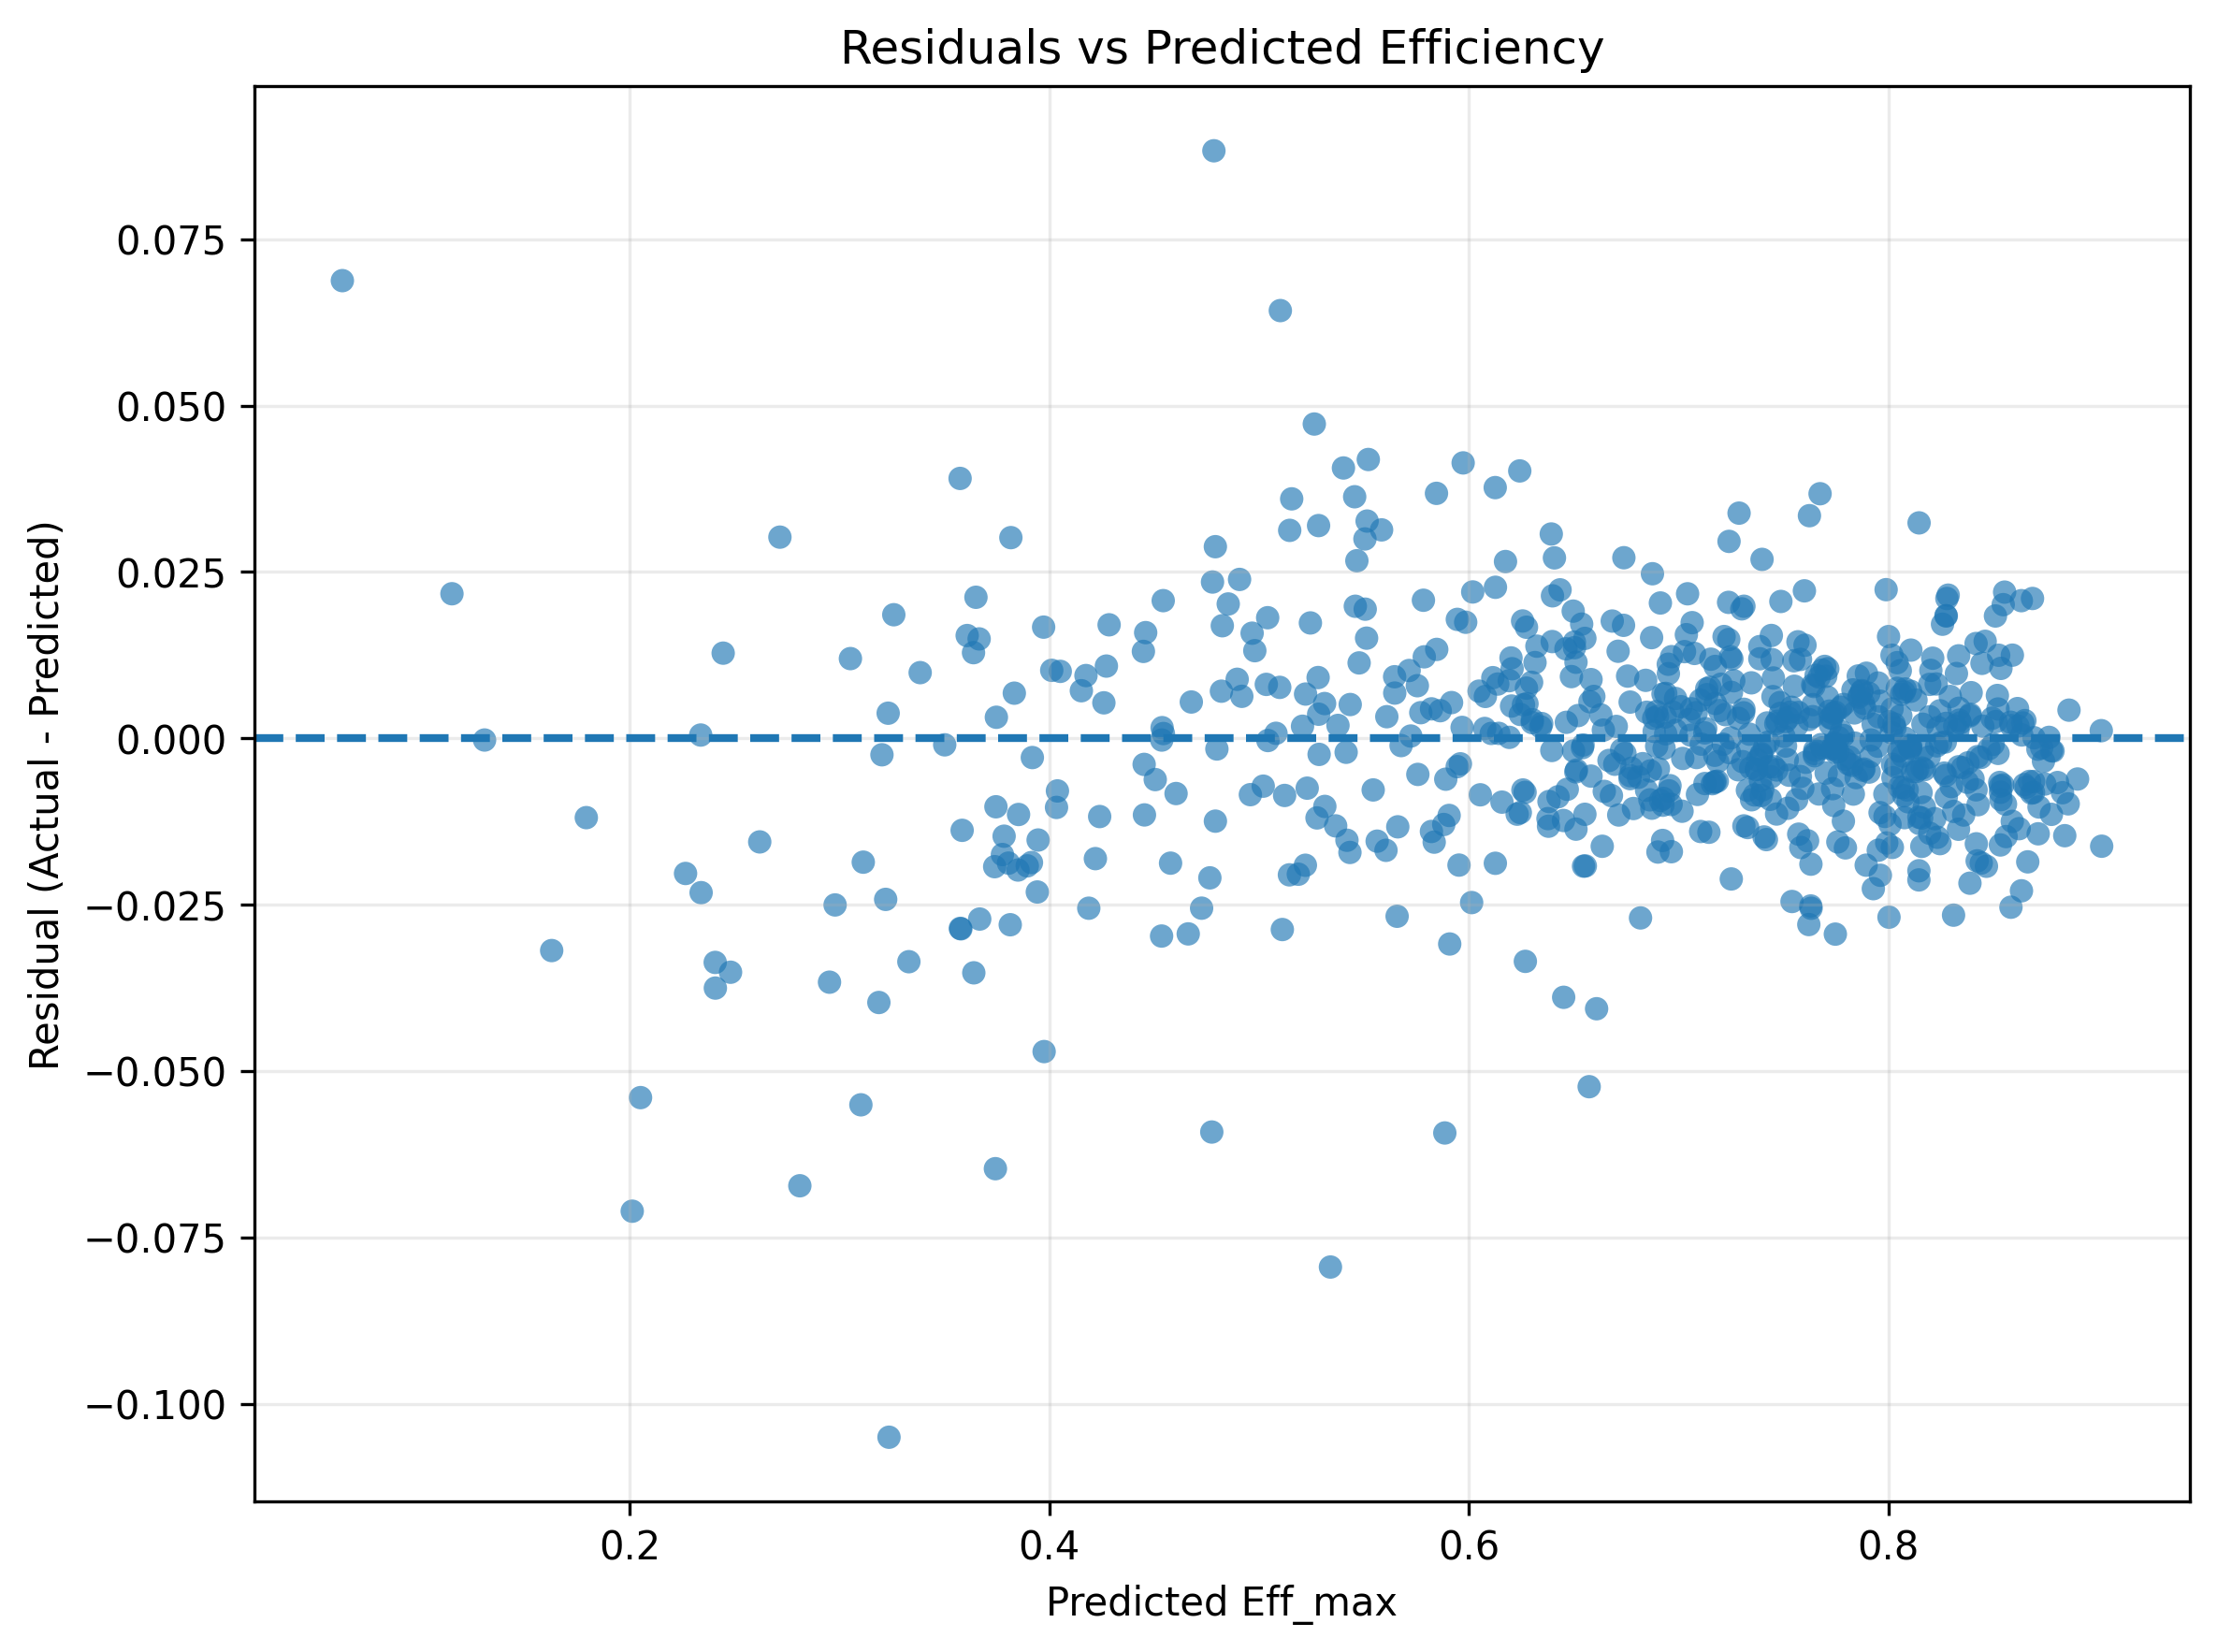 Residuals vs Predicted Efficiency
Residual (Actual - Predicted)
0.075
0.050
0.025
0.000
−0.025
−0.050
−0.075
−0.100
0.2 0.4 0.6 0.8
Predicted Eff_max